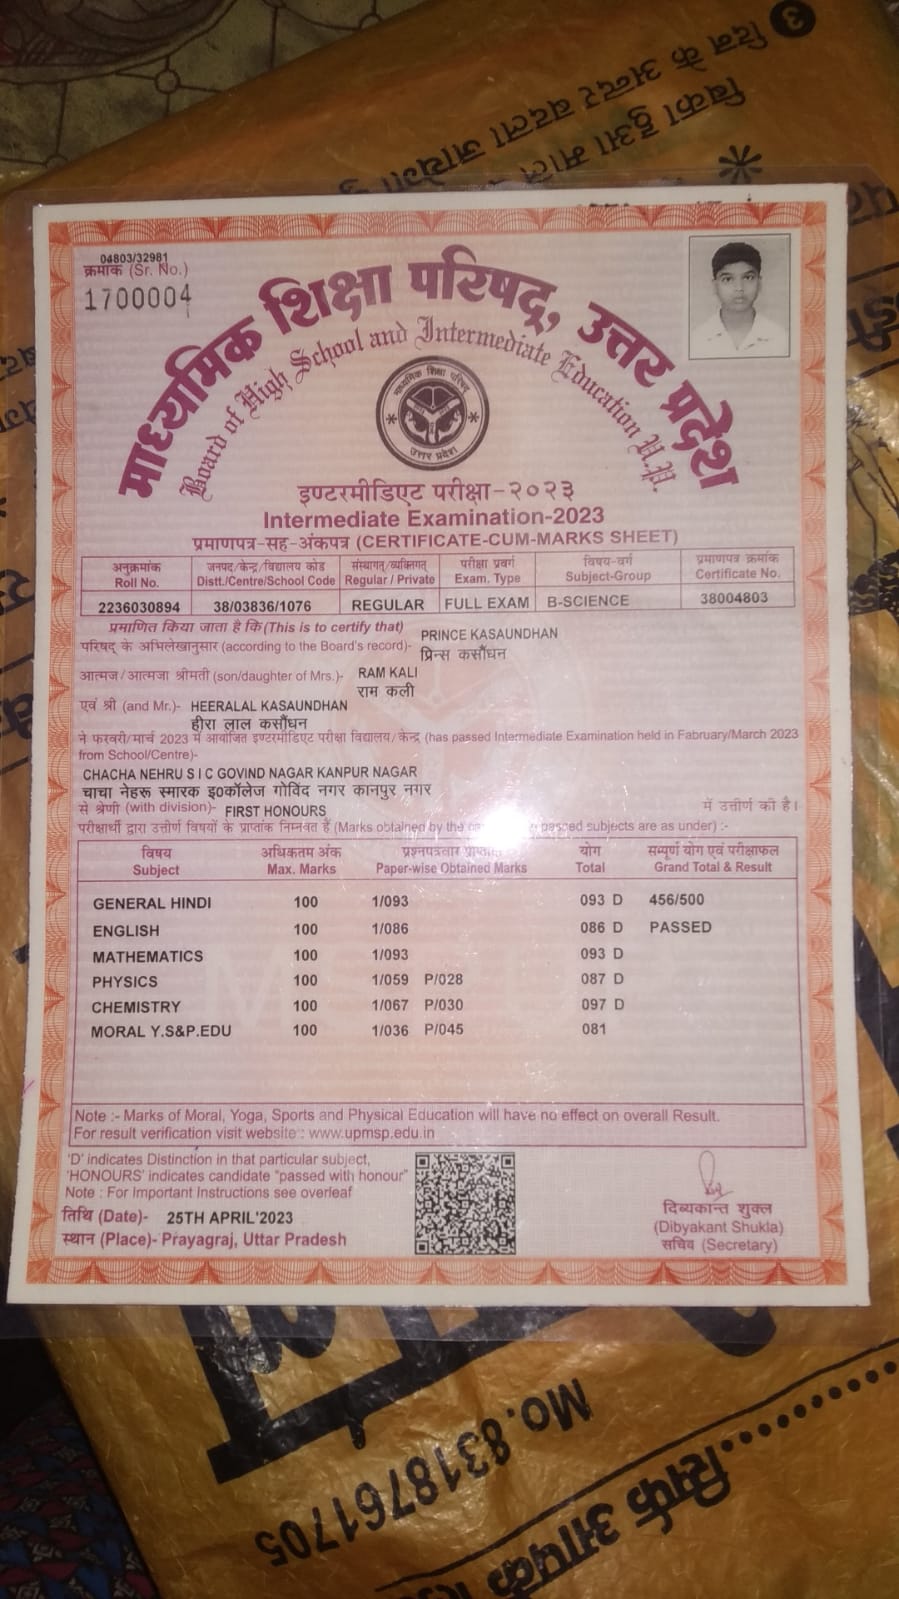 04803/32981
क्रमांक (Sr. No.)
1700004
माध्यमिक शिक्षा परिषद्, उत्तर प्रदेश
Board of High School and Intermediate Education U.P.
माध्यमिक शिक्षा परिषद्
उत्तर प्रदेश
इण्टरमीडिएट परीक्षा-२०२३
Intermediate Examination-2023
प्रमाणपत्र-सह-अंकपत्र (CERTIFICATE-CUM-MARKS SHEET)
अनुक्रमांक जनपद/केन्द्र/विद्यालय कोड संस्थागत/व्यक्तिगत परीक्षा प्रवर्ग विषय-वर्ग प्रमाणपत्र क्रमांक
Roll No. Distt./Centre/School Code Regular / Private Exam. Type Subject-Group Certificate No.
2236030894 38/03836/1076 REGULAR FULL EXAM B-SCIENCE 38004803
प्रमाणित किया जाता है कि (This is to certify that)
परिषद् के अभिलेखानुसार (according to the Board's record)- PRINCE KASAUNDHAN
प्रिन्स कसौंधन
आत्मज/आत्मजा श्रीमती (son/daughter of Mrs.)- RAM KALI
राम कली
एवं श्री (and Mr.)- HEERALAL KASAUNDHAN
हीरा लाल कसौंधन
ने फरवरी/मार्च 2023 में आयोजित इण्टरमीडिएट परीक्षा विद्यालय/केन्द्र (has passed Intermediate Examination held in Fabruary/March 2023
from School/Centre)-
CHACHA NEHRU S I C GOVIND NAGAR KANPUR NAGAR
चाचा नेहरू स्मारक इ0कॉलेज गोविंद नगर कानपुर नगर
से श्रेणी (with division)- FIRST HONOURS में उत्तीर्ण की है।
परीक्षार्थी द्वारा उत्तीर्ण विषयों के प्राप्तांक निम्नवत हैं (Marks obtained by the passed subjects are as under) :-
विषय अधिकतम अंक प्रश्नपत्रवार योग सम्पूर्ण योग एवं परीक्षाफल
Subject Max. Marks Paper-wise Obtained Marks Total Grand Total & Result
GENERAL HINDI 100 1/093 093 D 456/500
ENGLISH 100 1/086 086 D PASSED
MATHEMATICS 100 1/093 093 D
PHYSICS 100 1/059 P/028 087 D
CHEMISTRY 100 1/067 P/030 097 D
MORAL Y.S&P.EDU 100 1/036 P/045 081
Note :- Marks of Moral, Yoga, Sports and Physical Education will have no effect on overall Result.
For result verification visit website : www.upmsp.edu.in
'D' indicates Distinction in that particular subject,
'HONOURS' indicates candidate "passed with honour"
Note : For Important Instructions see overleaf
तिथि (Date)- 25TH APRIL'2023
स्थान (Place)- Prayagraj, Uttar Pradesh
दिव्यकान्त शुक्ल
(Dibyakant Shukla)
सचिव (Secretary)
बिका हुआ माल
दिन के अन्दर बदला जायेगा
Mo.8318761705
सिर्फ आपके